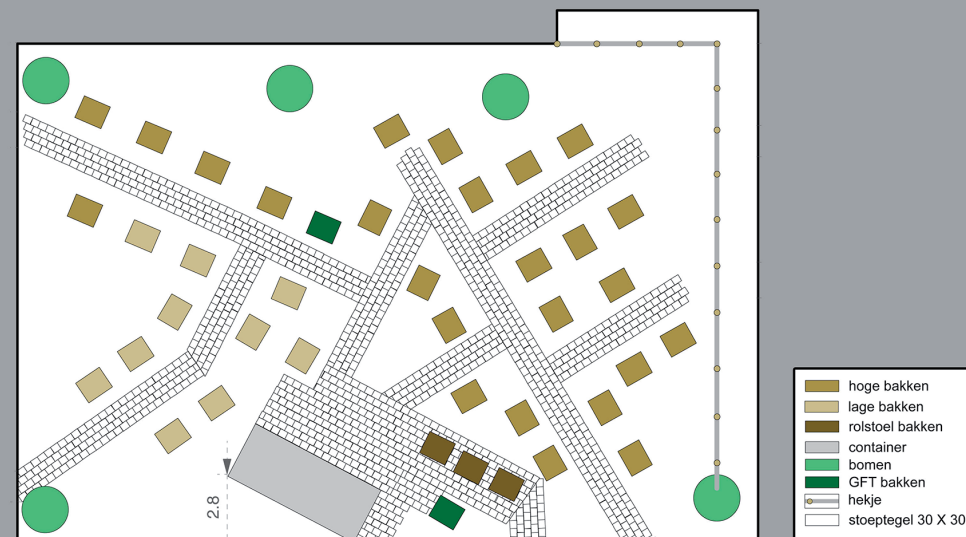 2.8
hoge bakken
lage bakken
rolstoel bakken
container
bomen
GFT bakken
hekje
stoeptegel 30 X 30